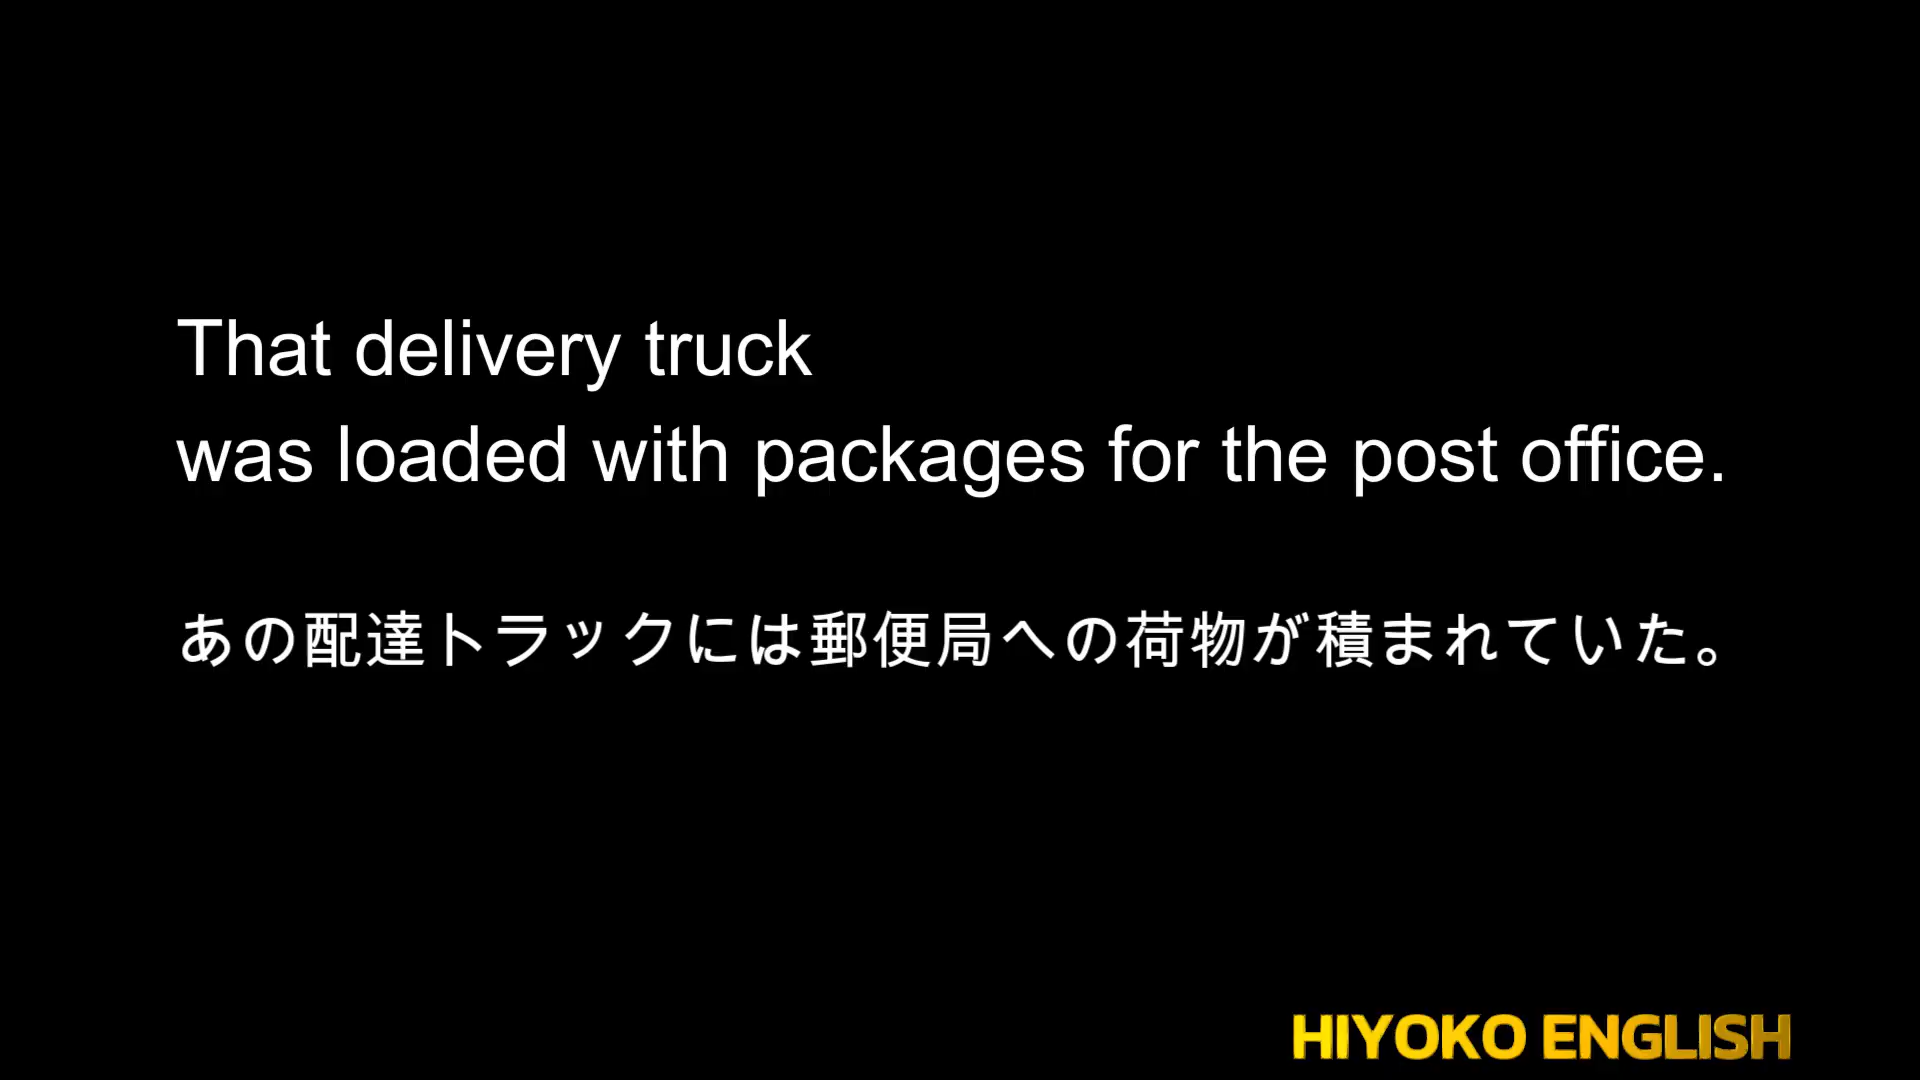 That delivery truck
was loaded with packages for the post office.
あの配達トラックには郵便局への荷物が積まれていた。
HIYOKO ENGLISH